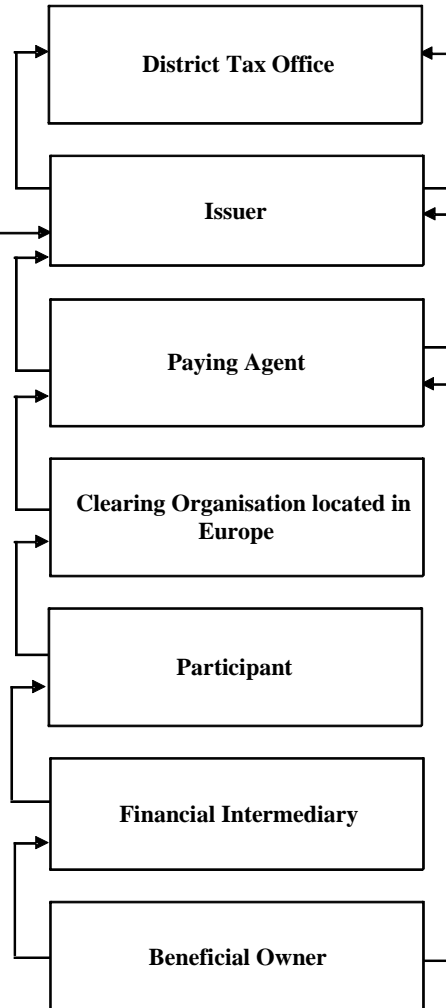 District Tax Office
Issuer
Paying Agent
Clearing Organisation located in
Europe
Participant
Financial Intermediary
Beneficial Owner